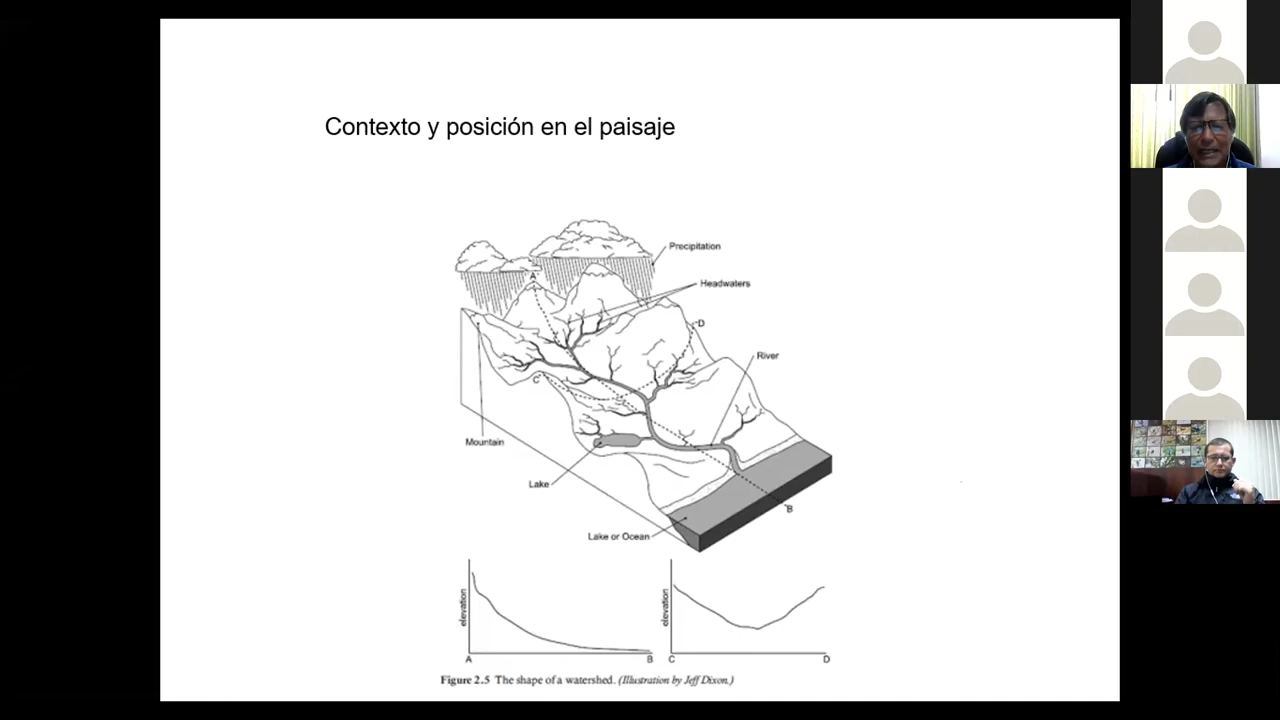 Contexto y posición en el paisaje
Precipitation
A
Headwaters
D
River
C
Mountain
Lake
B
Lake or Ocean
elevation
A
B
elevation
C
D
Figure 2.5 The shape of a watershed. (Illustration by Jeff Dixon.)